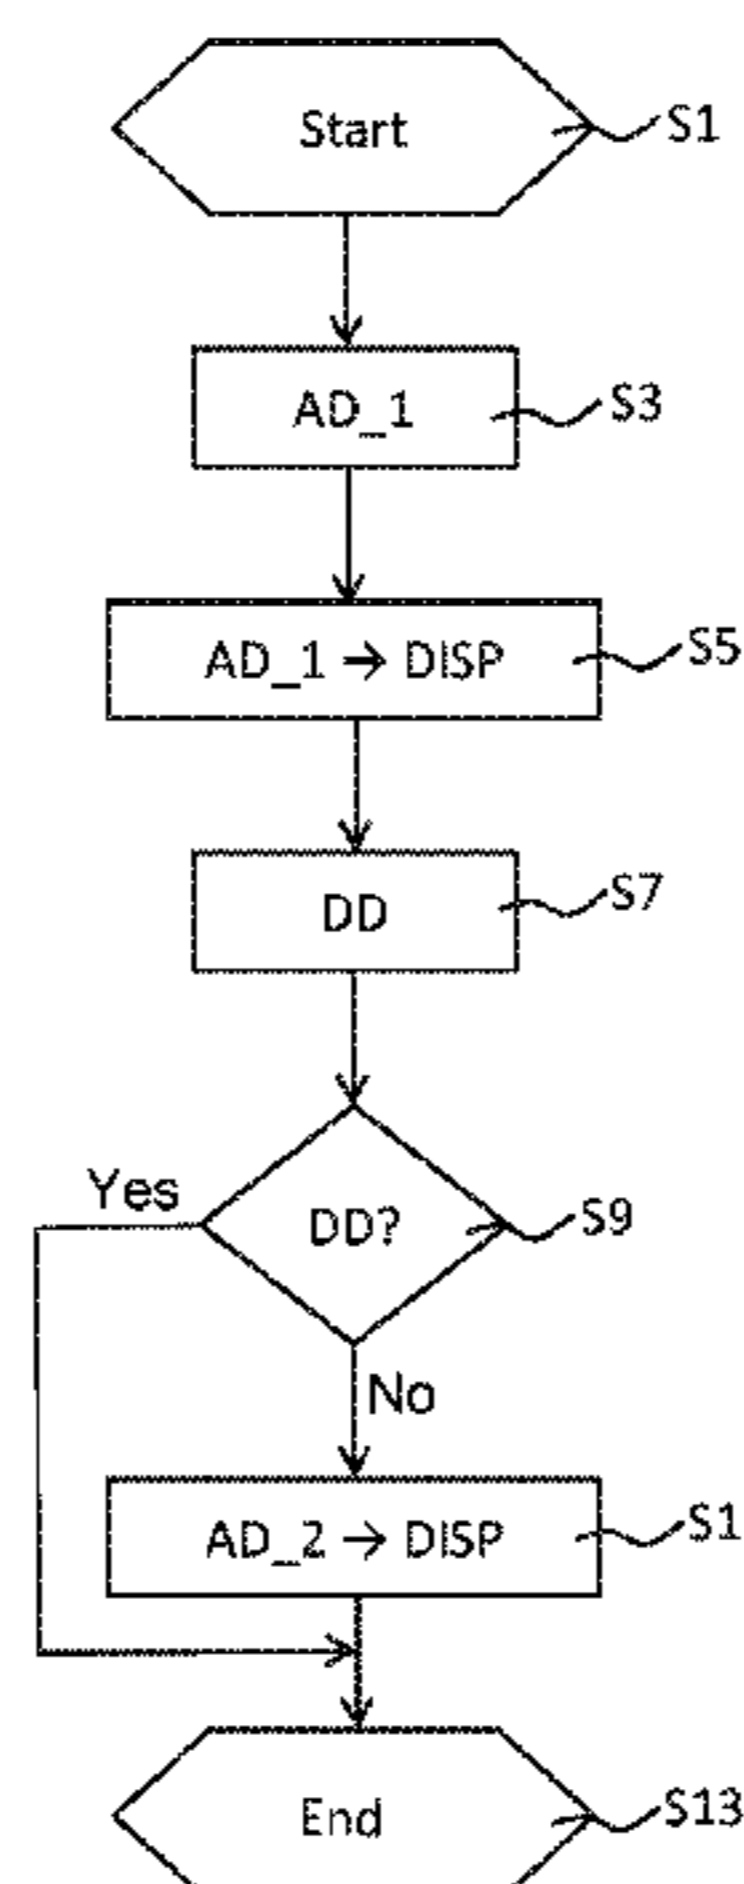 Start S1
AD_1 S3
AD_1 → DISP S5
DD S7
Yes
DD? S9
No
AD_2 → DISP S1
End S13